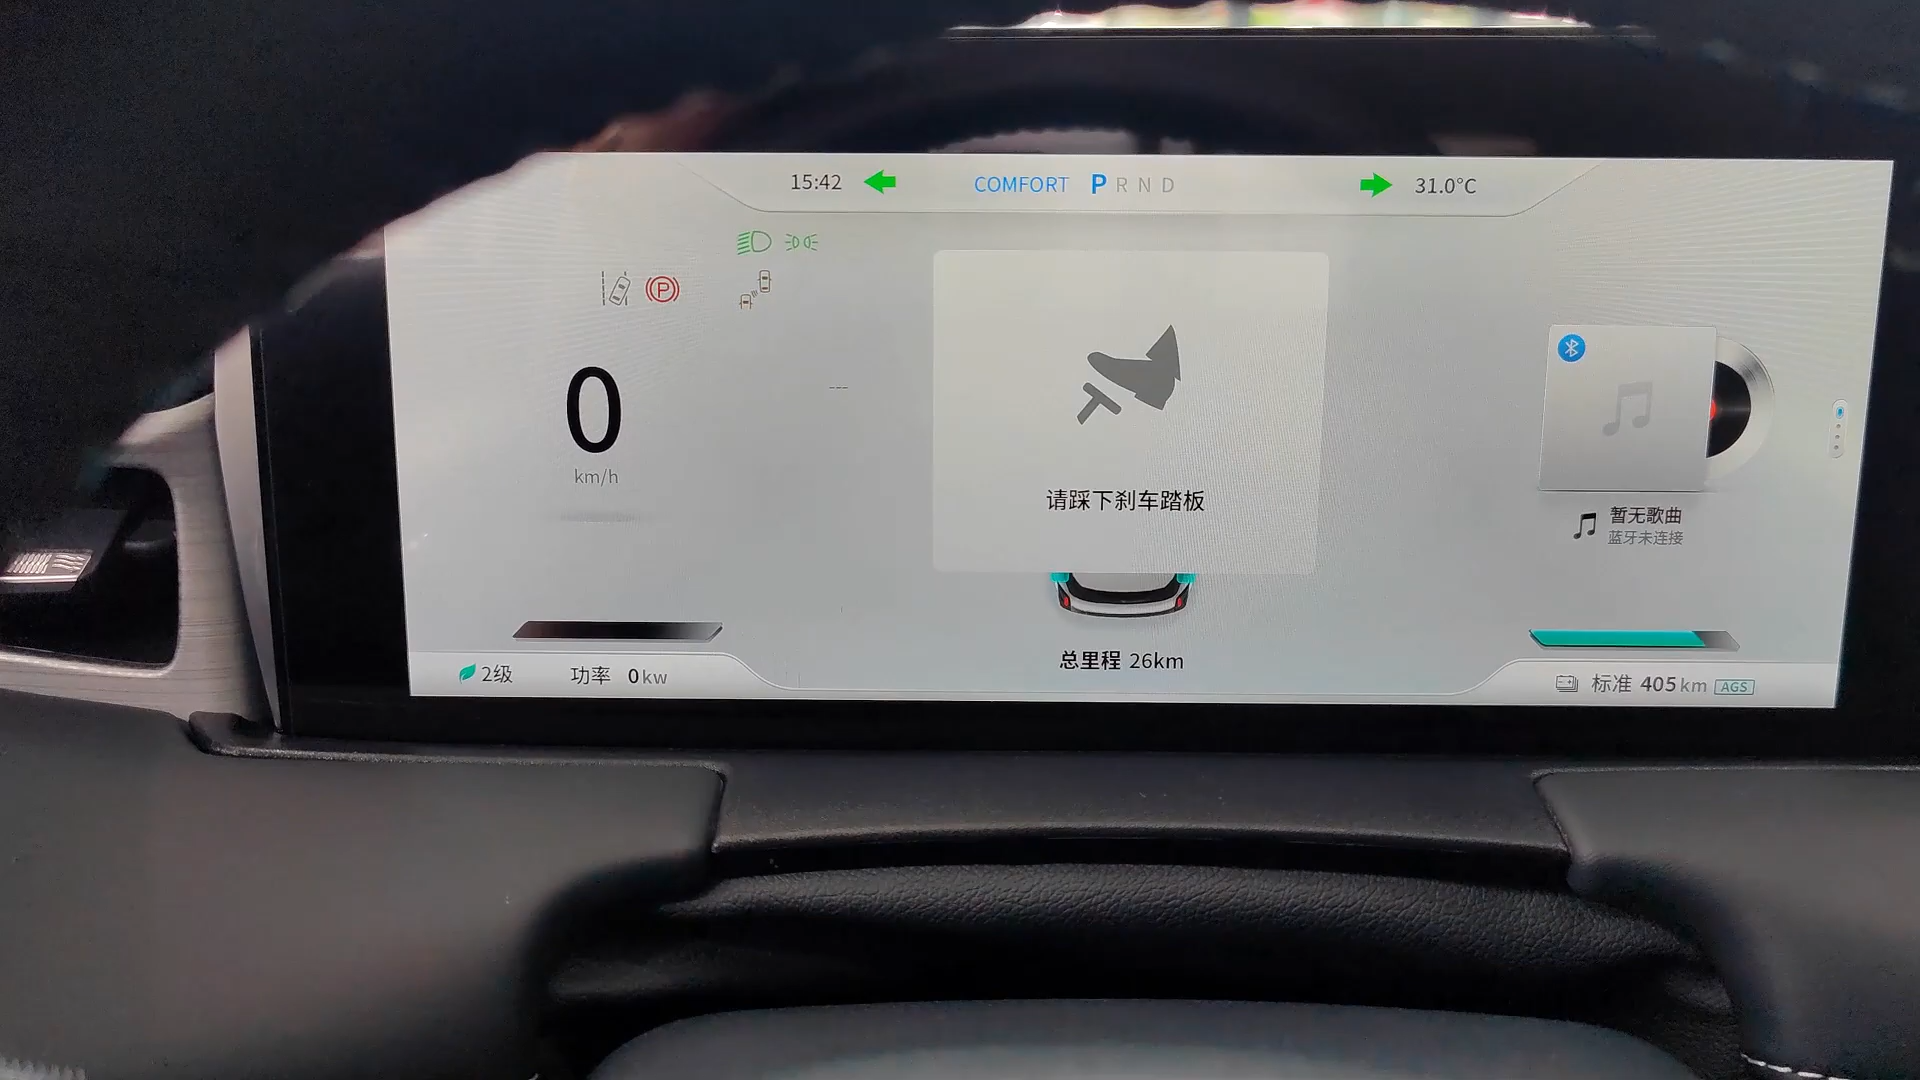 15:42 COMFORT P R N D 31.0°C
P
0
km/h
---
请踩下刹车踏板
暂无歌曲
蓝牙未连接
总里程 26km
2级 功率 0kw
标准 405km AGS